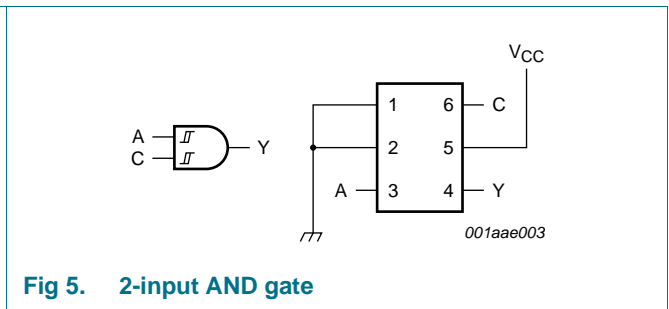 VCC
A
C
Y
1 6 C
2 5
A 3 4 Y
001aae003
Fig 5. 2-input AND gate